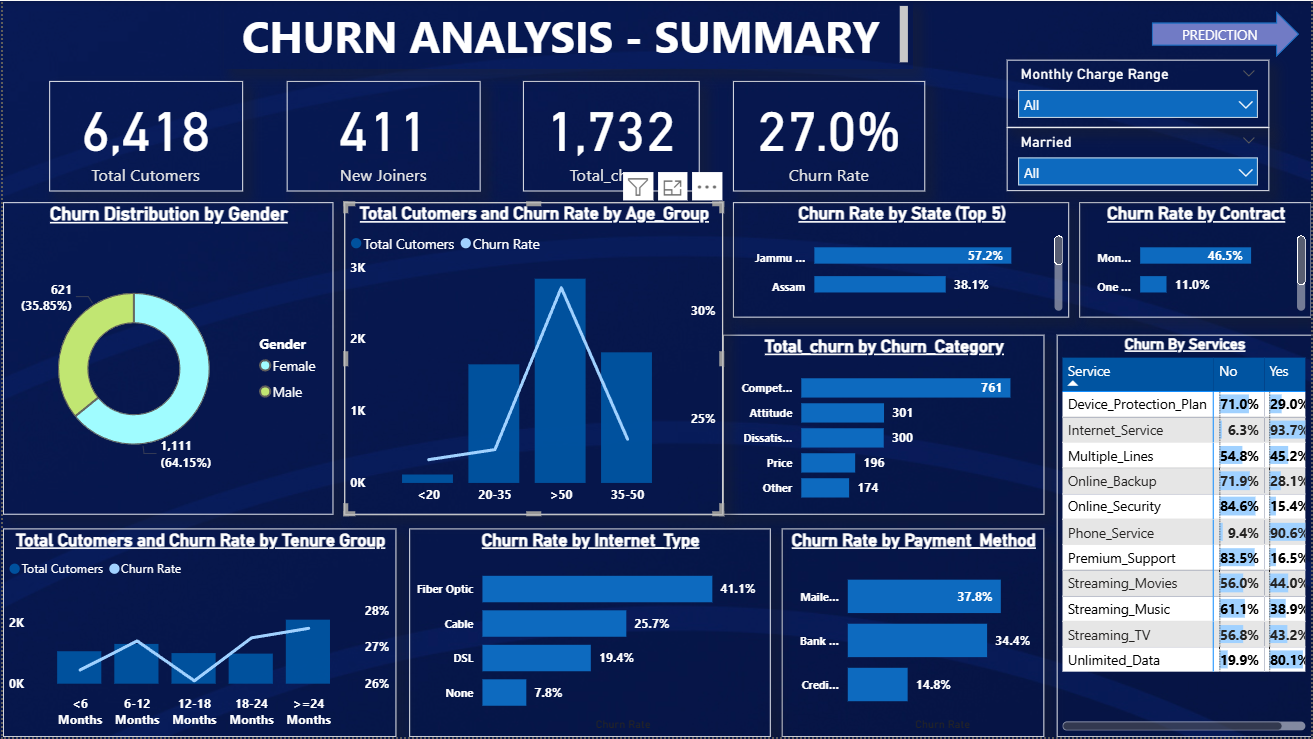 CHURN ANALYSIS - SUMMARY
PREDICTION
Monthly Charge Range
All
Married
All
6,418
Total Cutomers
411
New Joiners
1,732
Total_ch
27.0%
Churn Rate
Churn Distribution by Gender
621
(35.85%)
1,111
(64.15%)
Gender
Female
Male
Total Cutomers and Churn Rate by Age_Group
Total Cutomers Churn Rate
3K
2K
1K
0K
30%
25%
<20 20-35 >50 35-50
Churn Rate by State (Top 5)
Jammu ... 57.2%
Assam 38.1%
Churn Rate by Contract
Mon... 46.5%
One ... 11.0%
Total_churn by Churn_Category
Compet... 761
Attitude 301
Dissatis... 300
Price 196
Other 174
Churn By Services
Service No Yes
Device_Protection_Plan 71.0% 29.0%
Internet_Service 6.3% 93.7%
Multiple_Lines 54.8% 45.2%
Online_Backup 71.9% 28.1%
Online_Security 84.6% 15.4%
Phone_Service 9.4% 90.6%
Premium_Support 83.5% 16.5%
Streaming_Movies 56.0% 44.0%
Streaming_Music 61.1% 38.9%
Streaming_TV 56.8% 43.2%
Unlimited_Data 19.9% 80.1%
Total Cutomers and Churn Rate by Tenure Group
Total Cutomers Churn Rate
2K
0K
28%
27%
26%
<6 Months
6-12 Months
12-18 Months
18-24 Months
>=24 Months
Churn Rate by Internet_Type
Fiber Optic 41.1%
Cable 25.7%
DSL 19.4%
None 7.8%
Churn Rate
Churn Rate by Payment_Method
Maile... 37.8%
Bank ... 34.4%
Credi... 14.8%
Churn Rate